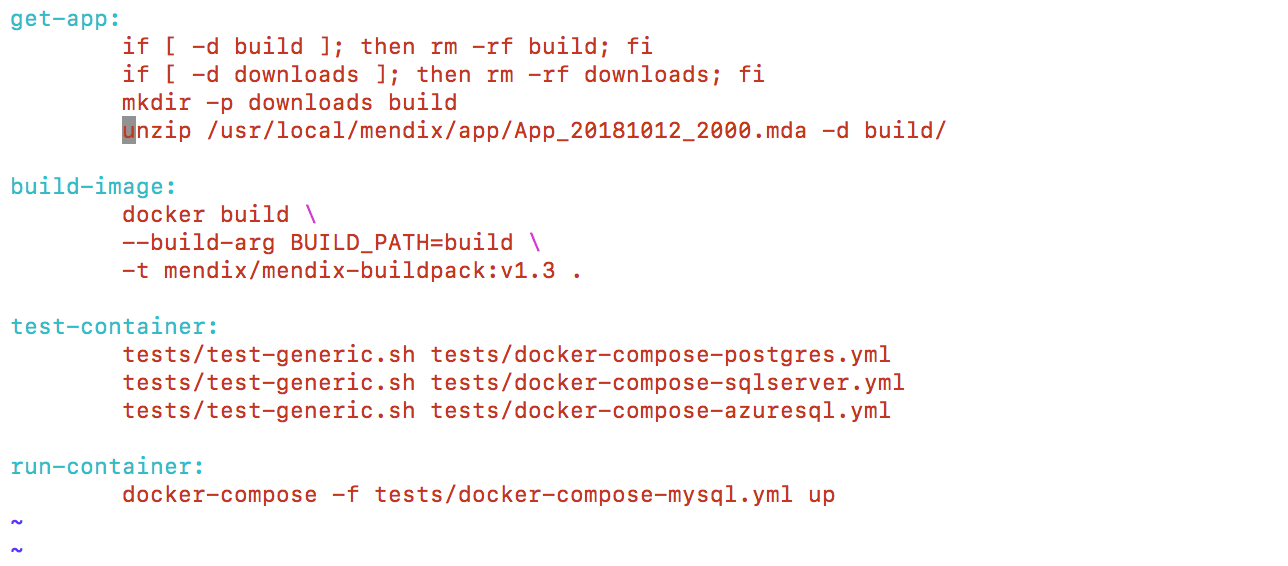 get-app:
if [ -d build ]; then rm -rf build; fi
if [ -d downloads ]; then rm -rf downloads; fi
mkdir -p downloads build
unzip /usr/local/mendix/app/App_20181012_2000.mda -d build/
build-image:
docker build \
--build-arg BUILD_PATH=build \
-t mendix/mendix-buildpack:v1.3 .
test-container:
tests/test-generic.sh tests/docker-compose-postgres.yml
tests/test-generic.sh tests/docker-compose-sqlserver.yml
tests/test-generic.sh tests/docker-compose-azuresql.yml
run-container:
docker-compose -f tests/docker-compose-mysql.yml up
~
~